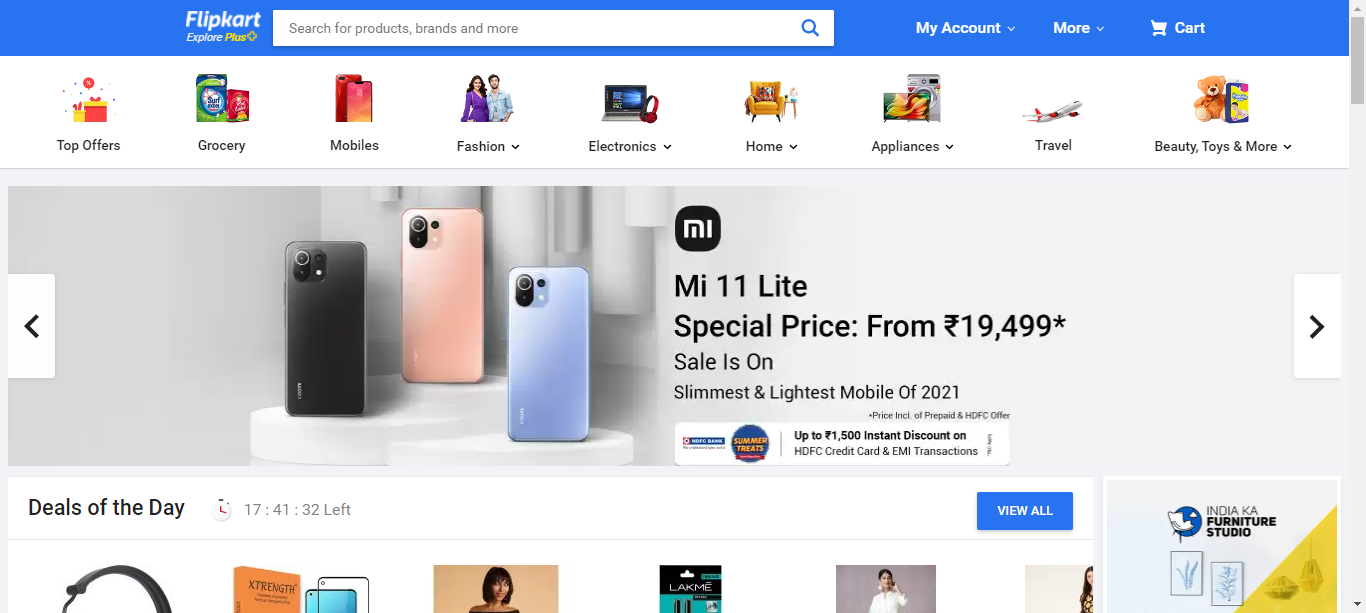 Flipkart
Explore Plus
Search for products, brands and more
My Account
More
Cart
Top Offers
Grocery
Mobiles
Fashion
Electronics
Home
Appliances
Travel
Beauty, Toys & More
mi
Mi 11 Lite
Special Price: From ₹19,499*
Sale Is On
Slimmest & Lightest Mobile Of 2021
*Price Incl. of Prepaid & HDFC Offer
HDFC BANK
SUMMER
TREATS
Up to ₹1,500 Instant Discount on
HDFC Credit Card & EMI Transactions
Deals of the Day
17 : 41 : 32 Left
VIEW ALL
INDIA KA
FURNITURE
STUDIO
XTRENGTH
LAKMÉ